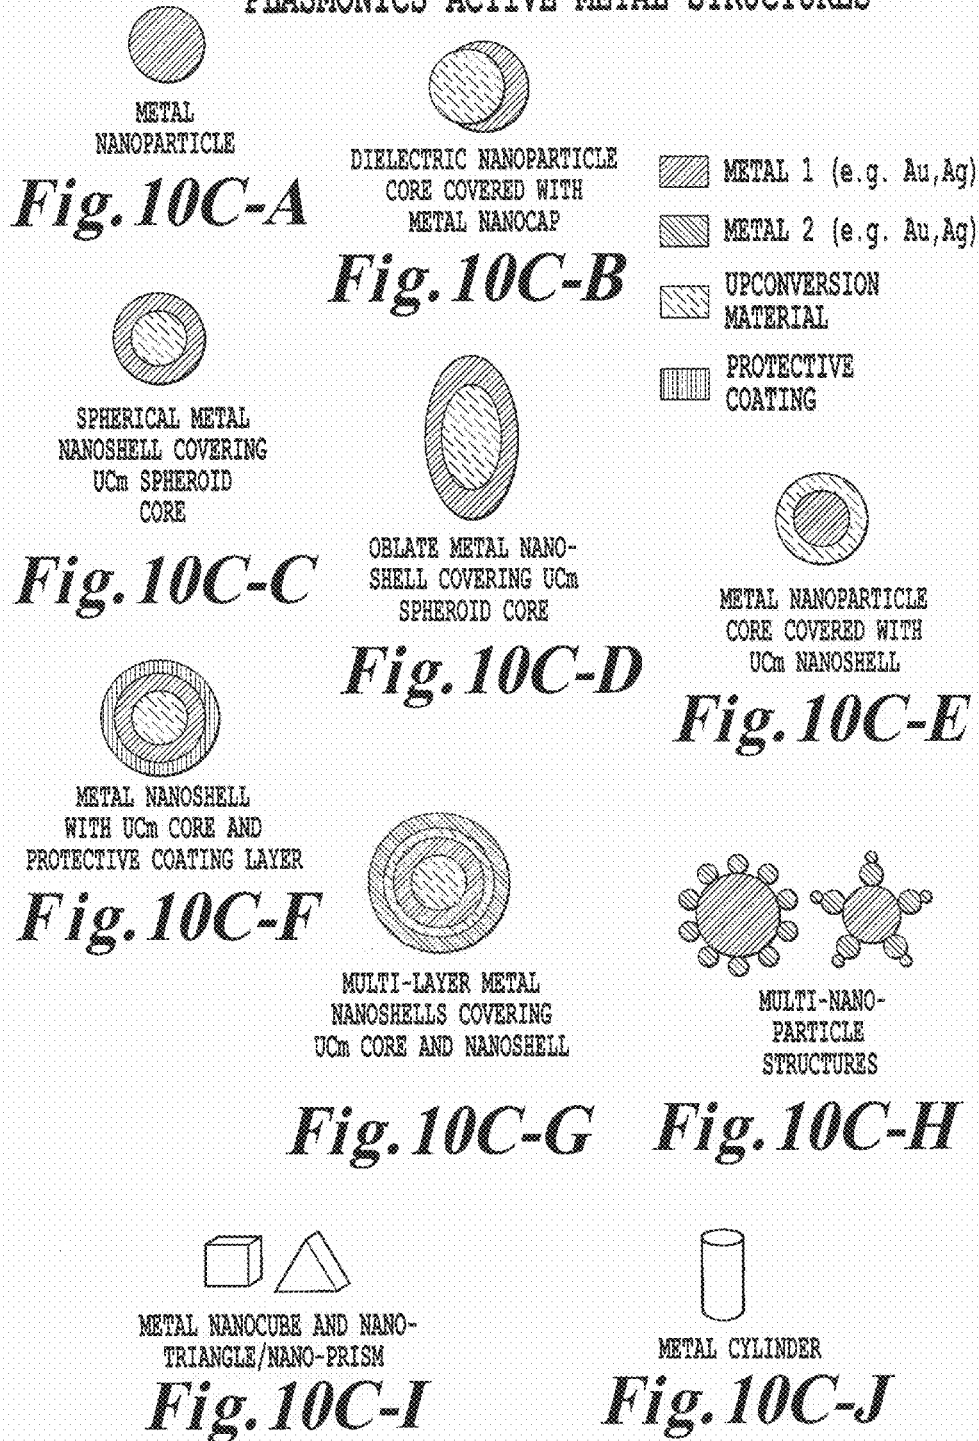 PLASMONICS ACTIVE METAL STRUCTURES
METAL
NANOPARTICLE
Fig. 10C-A
DIELECTRIC NANOPARTICLE
CORE COVERED WITH
METAL NANOCAP
Fig. 10C-B
METAL 1 (e.g. Au,Ag)
METAL 2 (e.g. Au,Ag)
UPCONVERSION
MATERIAL
PROTECTIVE
COATING
SPHERICAL METAL
NANOSHELL COVERING
UCm SPHEROID
CORE
Fig. 10C-C
OBLATE METAL NANO-
SHELL COVERING UCm
SPHEROID CORE
Fig. 10C-D
METAL NANOPARTICLE
CORE COVERED WITH
UCm NANOSHELL
Fig. 10C-E
METAL NANOSHELL
WITH UCm CORE AND
PROTECTIVE COATING LAYER
Fig. 10C-F
MULTI-LAYER METAL
NANOSHELLS COVERING
UCm CORE AND NANOSHELL
Fig. 10C-G
MULTI-NANO-
PARTICLE
STRUCTURES
Fig. 10C-H
METAL NANOCUBE AND NANO-
TRIANGLE/NANO-PRISM
Fig. 10C-I
METAL CYLINDER
Fig. 10C-J